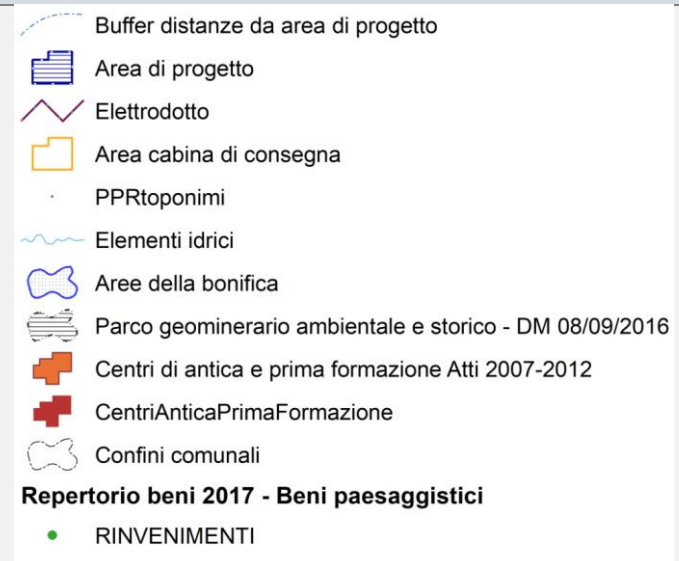 Buffer distanze da area di progetto
Area di progetto
Elettrodotto
Area cabina di consegna
PPRtoponimi
Elementi idrici
Aree della bonifica
Parco geominerario ambientale e storico - DM 08/09/2016
Centri di antica e prima formazione Atti 2007-2012
CentriAnticaPrimaFormazione
Confini comunali
Repertorio beni 2017 - Beni paesaggistici
RINVENIMENTI